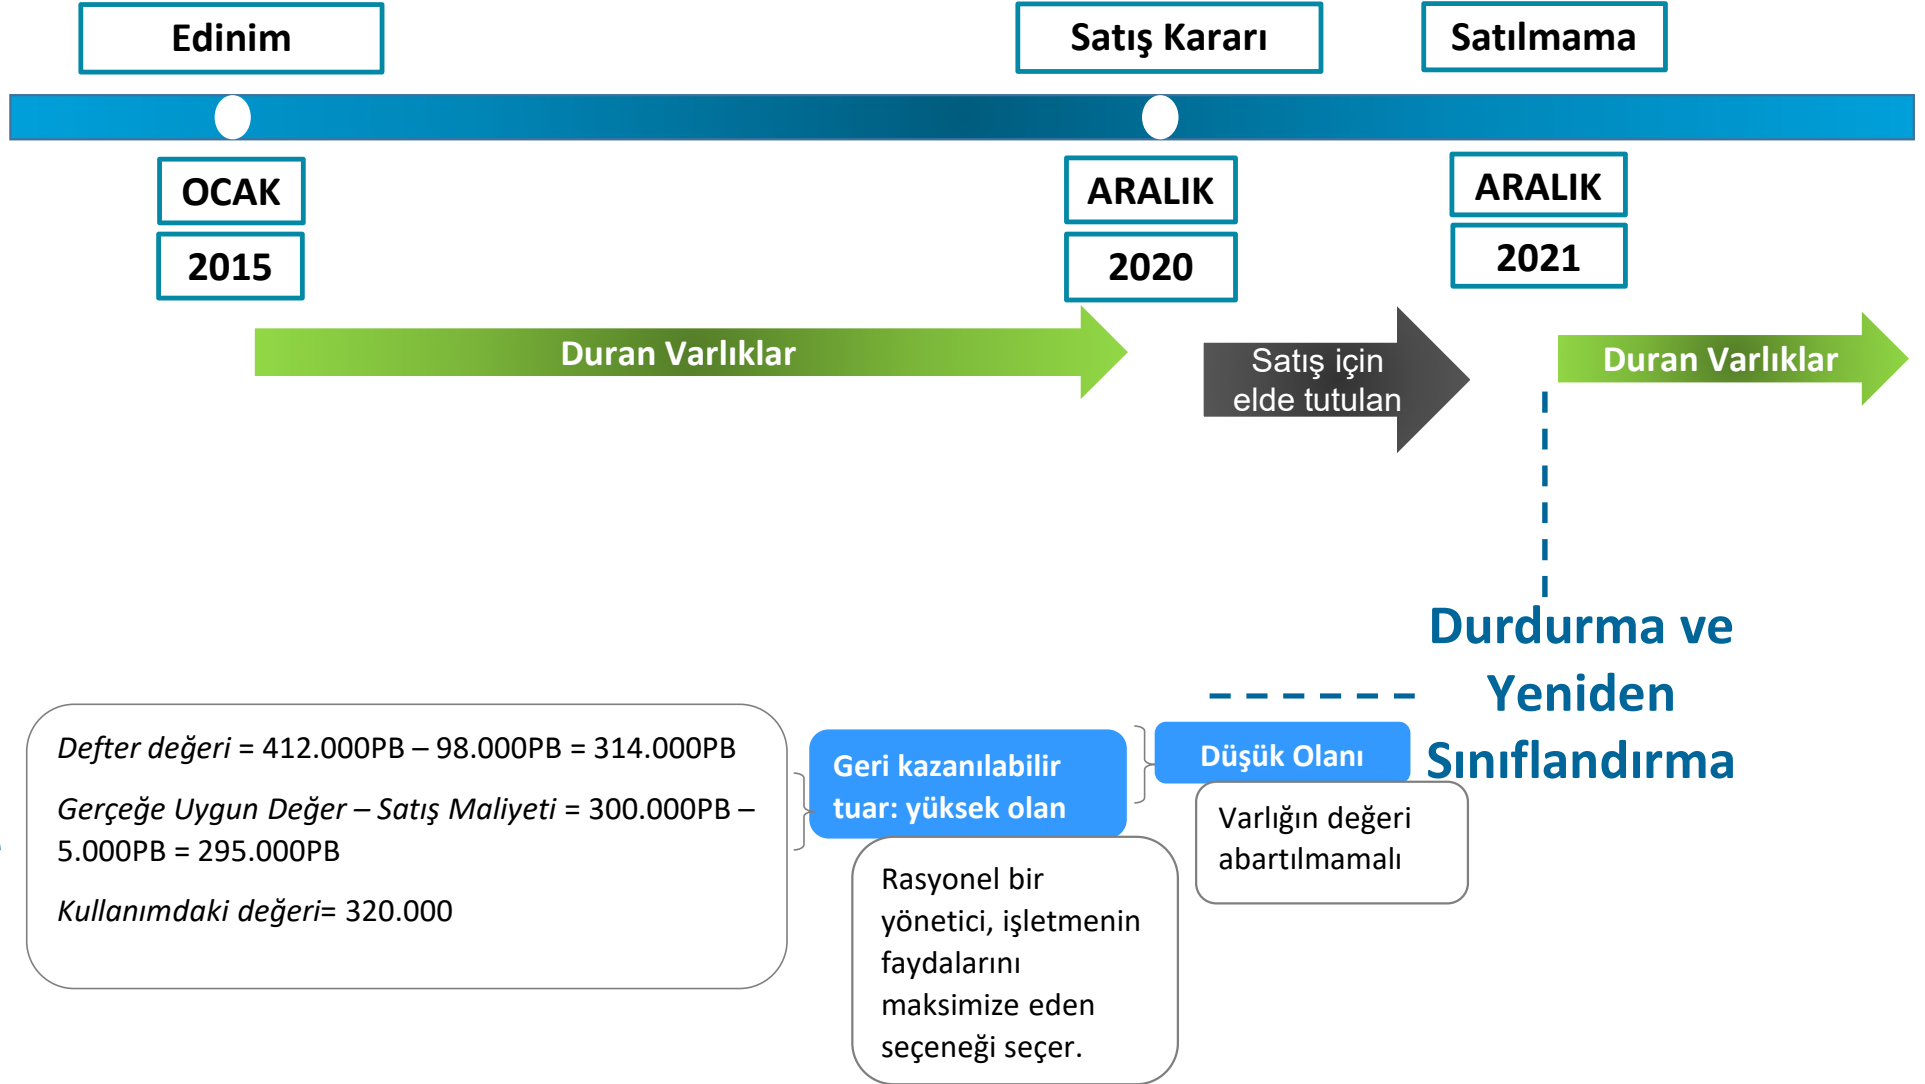 Edinim
Satış Kararı
Satılmama
OCAK
2015
ARALIK
2020
ARALIK
2021
Duran Varlıklar
Satış için
elde tutulan
Duran Varlıklar
Durdurma ve
Yeniden
Sınıflandırma
Defter değeri = 412.000PB – 98.000PB = 314.000PB
Gerçeğe Uygun Değer – Satış Maliyeti = 300.000PB –
5.000PB = 295.000PB
Kullanımdaki değeri= 320.000
Geri kazanılabilir
tuar: yüksek olan
Rasyonel bir
yönetici, işletmenin
faydalarını
maksimize eden
seçeneği seçer.
Düşük Olanı
Varlığın değeri
abartılmamalı